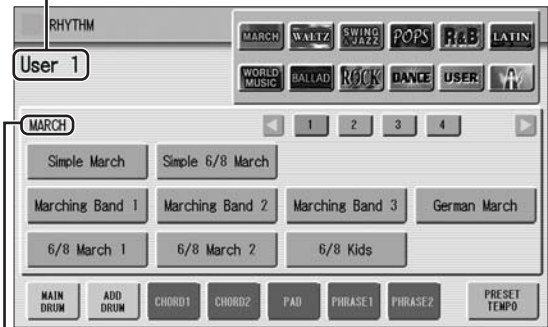 RHYTHM
MARCH WALTZ SWING & JAZZ POPS R&B LATIN
User 1
WORLD MUSIC BALLAD ROCK DANCE USER
MARCH 1 2 3 4
Simple March Simple 6/8 March
Marching Band 1 Marching Band 2 Marching Band 3 German March
6/8 March 1 6/8 March 2 6/8 Kids
MAIN DRUM ADD DRUM CHORD1 CHORD2 PAD PHRASE1 PHRASE2 PRESET TEMPO